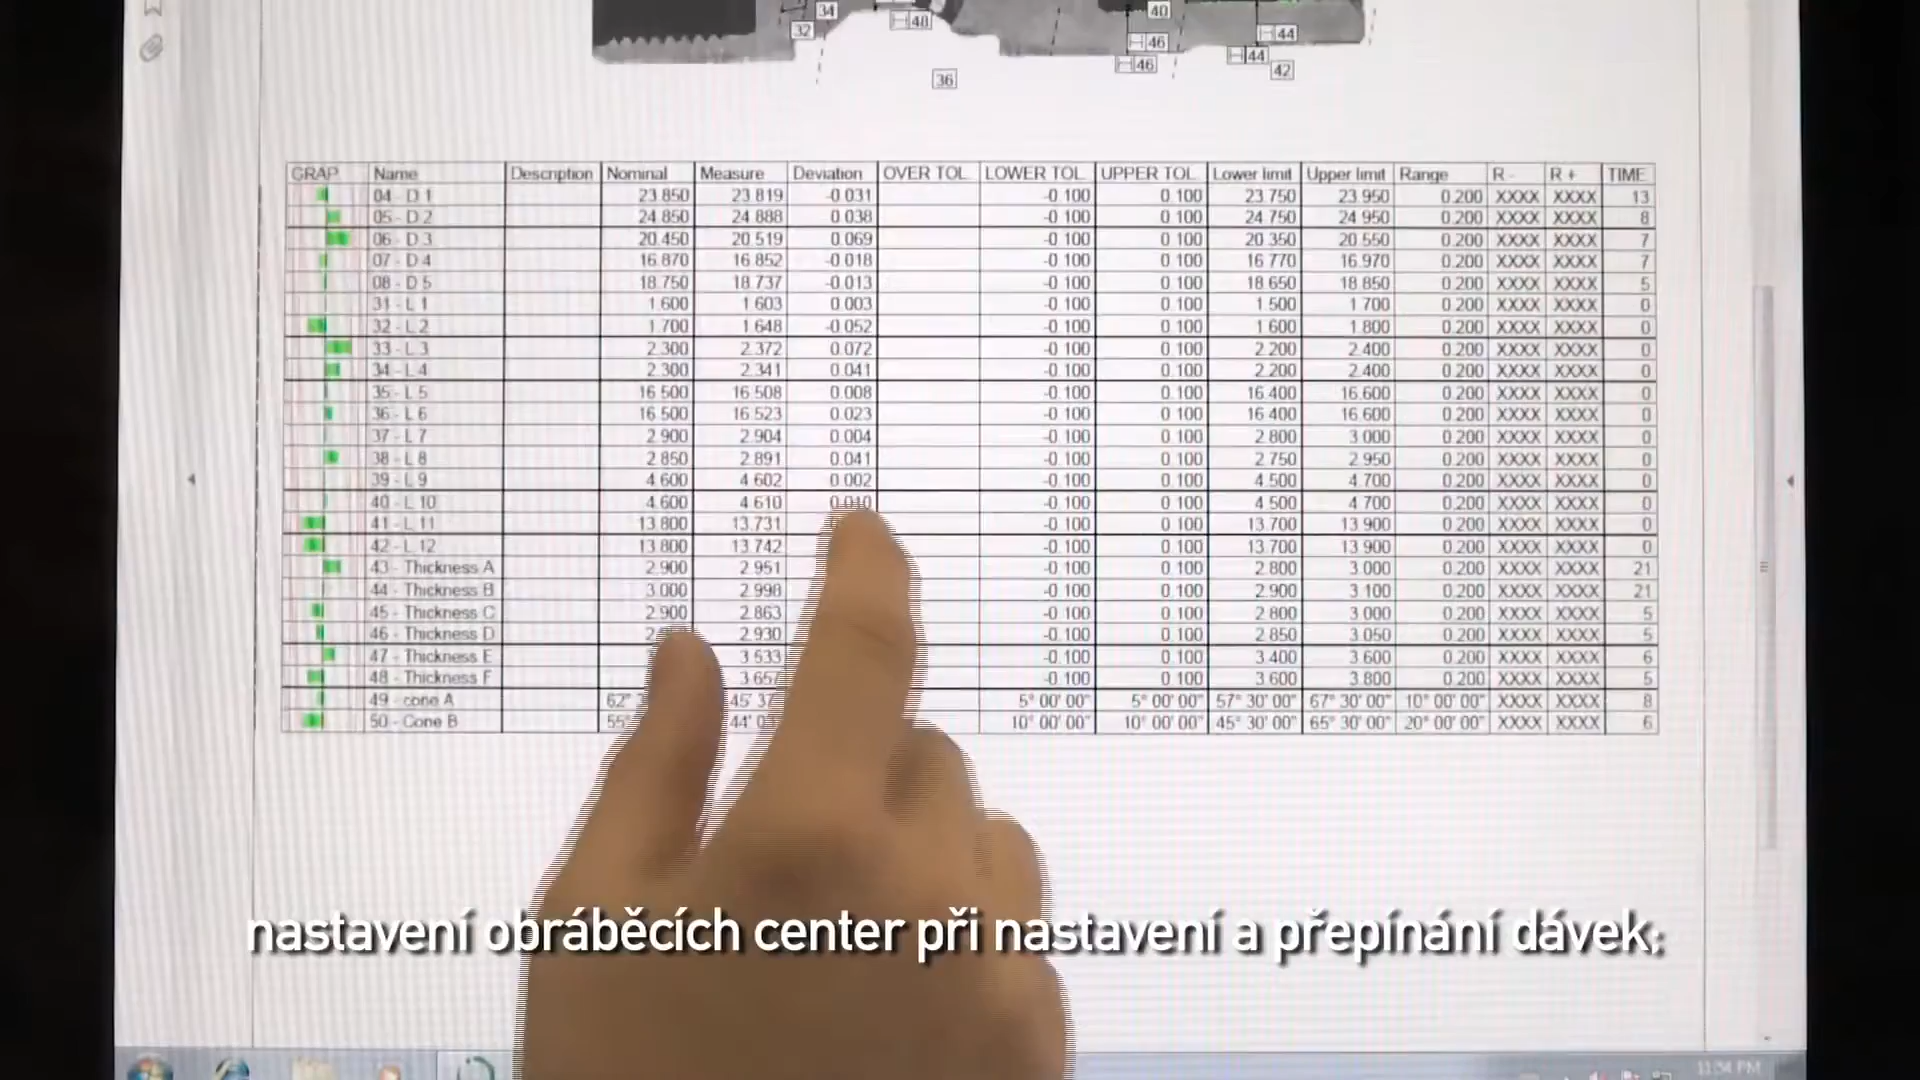 34
32
48
40
46
46
44
44
42
36
GRAP Name Description Nominal Measure Deviation OVER TOL. LOWER TOL. UPPER TOL. Lower limit Upper limit Range R - R + TIME
04 - D 1 23.850 23.819 -0.031 -0.100 0.100 23.750 23.950 0.200 XXXX XXXX 13
05 - D 2 24.850 24.888 0.038 -0.100 0.100 24.750 24.950 0.200 XXXX XXXX 8
06 - D 3 20.450 20.519 0.069 -0.100 0.100 20.350 20.550 0.200 XXXX XXXX 7
07 - D 4 16.870 16.852 -0.018 -0.100 0.100 16.770 16.970 0.200 XXXX XXXX 7
08 - D 5 18.750 18.737 -0.013 -0.100 0.100 18.650 18.850 0.200 XXXX XXXX 5
31 - L 1 1.600 1.603 0.003 -0.100 0.100 1.500 1.700 0.200 XXXX XXXX 0
32 - L 2 1.700 1.648 -0.052 -0.100 0.100 1.600 1.800 0.200 XXXX XXXX 0
33 - L 3 2.300 2.372 0.072 -0.100 0.100 2.200 2.400 0.200 XXXX XXXX 0
34 - L 4 2.300 2.341 0.041 -0.100 0.100 2.200 2.400 0.200 XXXX XXXX 0
35 - L 5 16.500 16.508 0.008 -0.100 0.100 16.400 16.600 0.200 XXXX XXXX 0
36 - L 6 16.500 16.523 0.023 -0.100 0.100 16.400 16.600 0.200 XXXX XXXX 0
37 - L 7 2.900 2.904 0.004 -0.100 0.100 2.800 3.000 0.200 XXXX XXXX 0
38 - L 8 2.850 2.891 0.041 -0.100 0.100 2.750 2.950 0.200 XXXX XXXX 0
39 - L 9 4.600 4.602 0.002 -0.100 0.100 4.500 4.700 0.200 XXXX XXXX 0
40 - L 10 4.600 4.610 0.010 -0.100 0.100 4.500 4.700 0.200 XXXX XXXX 0
41 - L 11 13.800 13.731 -0.100 0.100 13.700 13.900 0.200 XXXX XXXX 0
42 - L 12 13.800 13.742 -0.100 0.100 13.700 13.900 0.200 XXXX XXXX 0
43 - Thickness A 2.900 2.951 -0.100 0.100 2.800 3.000 0.200 XXXX XXXX 21
44 - Thickness B 3.000 2.998 -0.100 0.100 2.900 3.100 0.200 XXXX XXXX 21
45 - Thickness C 2.900 2.863 -0.100 0.100 2.800 3.000 0.200 XXXX XXXX 5
46 - Thickness D 2.930 -0.100 0.100 2.850 3.050 0.200 XXXX XXXX 5
47 - Thickness E 3.533 -0.100 0.100 3.400 3.600 0.200 XXXX XXXX 6
48 - Thickness F 3.657 -0.100 0.100 3.600 3.800 0.200 XXXX XXXX 5
49 - cone A 62° 45' 37 5° 00' 00" 5° 00' 00" 57° 30' 00" 67° 30' 00" 10° 00' 00" XXXX XXXX 8
50 - Cone B 55° 44' 10° 00' 00" 10° 00' 00" 45° 30' 00" 65° 30' 00" 20° 00' 00" XXXX XXXX 6
nastavení obráběcích center při nastavení a přepínání dávek,
11:04 PM